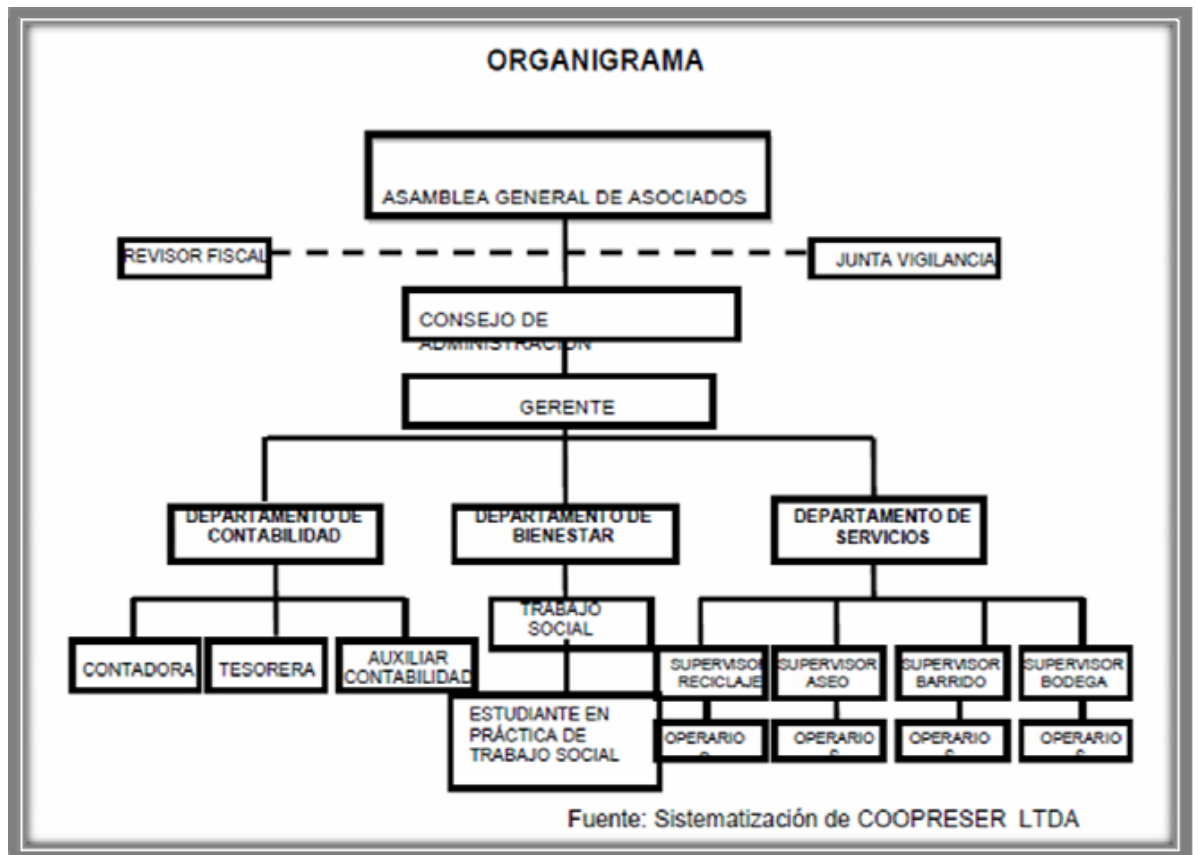 ORGANIGRAMA
ASAMBLEA GENERAL DE ASOCIADOS
REVISOR FISCAL
JUNTA VIGILANCIA
CONSEJO DE
ADMINISTRACIÓN
GERENTE
DEPARTAMENTO DE
CONTABILIDAD
DEPARTAMENTO DE
BIENESTAR
DEPARTAMENTO DE
SERVICIOS
CONTADORA
TESORERA
AUXILIAR
CONTABILIDAD
TRABAJO
SOCIAL
ESTUDIANTE EN
PRÁCTICA DE
TRABAJO SOCIAL
SUPERVISOR
RECICLAJE
SUPERVISOR
ASEO
SUPERVISOR
BARRIDO
SUPERVISOR
BODEGA
OPERARIO
S
OPERARIO
S
OPERARIO
S
OPERARIO
S
Fuente: Sistematización de COOPRESER LTDA